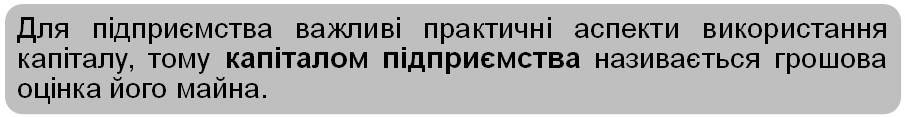 Для підприємства важливі практичні аспекти використання
капіталу, тому капіталом підприємства називається грошова
оцінка його майна.